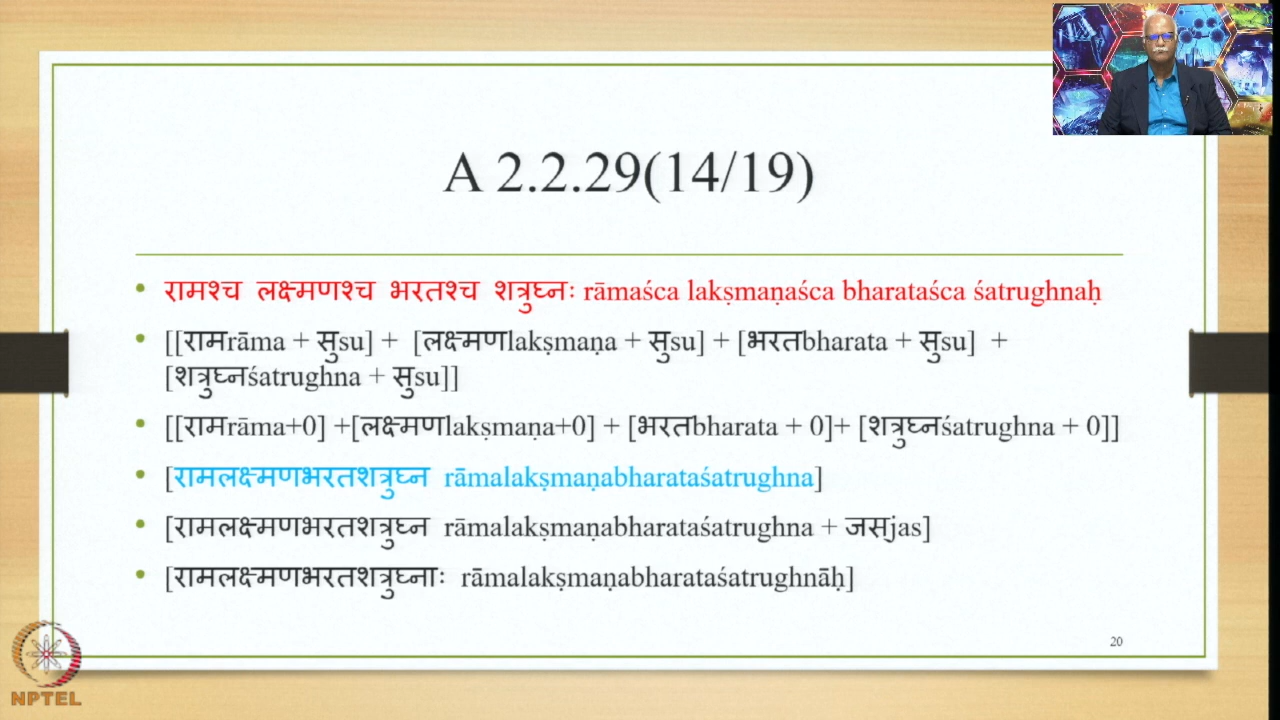 A 2.2.29(14/19)
• रामश्च लक्ष्मणश्च भरतश्च शत्रुघ्नः rāmaśca lakṣmaṇaśca bharataśca śatrughnaḥ
• [[रामrāma + सुsu] + [लक्ष्मणlakṣmaṇa + सुsu] + [भरतbharata + सुsu] +
[शत्रुघ्नśatrughna + सुsu]]
• [[रामrāma+0] +[लक्ष्मणlakṣmaṇa+0] + [भरतbharata + 0]+ [शत्रुघ्नśatrughna + 0]]
• [रामलक्ष्मणभरतशत्रुघ्न rāmalakṣmaṇabharataśatrughna]
• [रामलक्ष्मणभरतशत्रुघ्न rāmalakṣmaṇabharataśatrughna + जस्jas]
• [रामलक्ष्मणभरतशत्रुघ्नाः rāmalakṣmaṇabharataśatrughnāḥ]
20
NPTEL